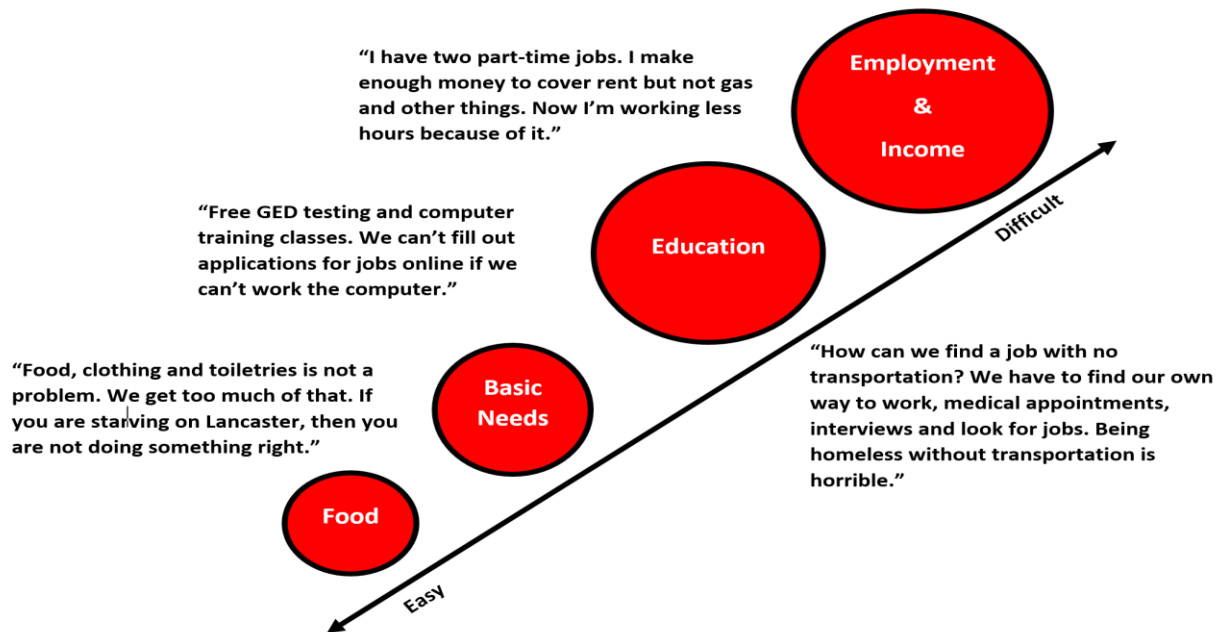 “I have two part-time jobs. I make
enough money to cover rent but not gas
and other things. Now I’m working less
hours because of it.”
Employment
&
Income
Difficult
“Free GED testing and computer
training classes. We can’t fill out
applications for jobs online if we
can’t work the computer.”
Education
“Food, clothing and toiletries is not a
problem. We get too much of that. If
you are starving on Lancaster, then you
are not doing something right.”
Basic
Needs
“How can we find a job with no
transportation? We have to find our own
way to work, medical appointments,
interviews and look for jobs. Being
homeless without transportation is
horrible.”
Food
Easy